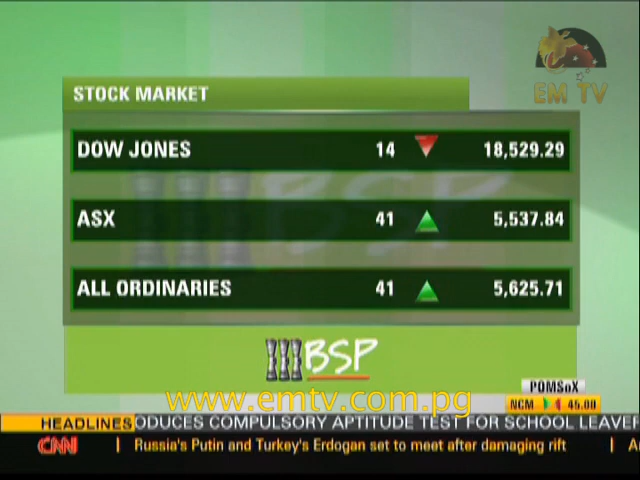 EM TV
STOCK MARKET
DOW JONES 14 18,529.29
ASX 41 5,537.84
ALL ORDINARIES 41 5,625.71
BSP
BSP
www.emtv.com.pg
POMSoX
NCM 45.00
HEADLINES ODUCES COMPULSORY APTITUDE TEST FOR SCHOOL LEAVER
CNN | Russia's Putin and Turkey's Erdogan set to meet after damaging rift | A